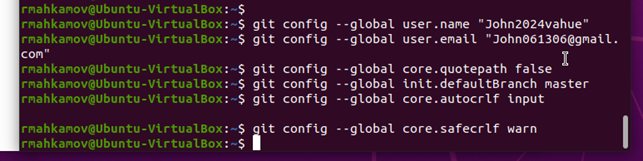 rmahkamov@Ubuntu-VirtualBox:~$
rmahkamov@Ubuntu-VirtualBox:~$ git config --global user.name "John2024vahue"
rmahkamov@Ubuntu-VirtualBox:~$ git config --global user.email "John061306@gmail.
com"
rmahkamov@Ubuntu-VirtualBox:~$ git config --global core.quotepath false
rmahkamov@Ubuntu-VirtualBox:~$ git config --global init.defaultBranch master
rmahkamov@Ubuntu-VirtualBox:~$ git config --global core.autocrlf input
rmahkamov@Ubuntu-VirtualBox:~$ git config --global core.safecrlf warn
rmahkamov@Ubuntu-VirtualBox:~$